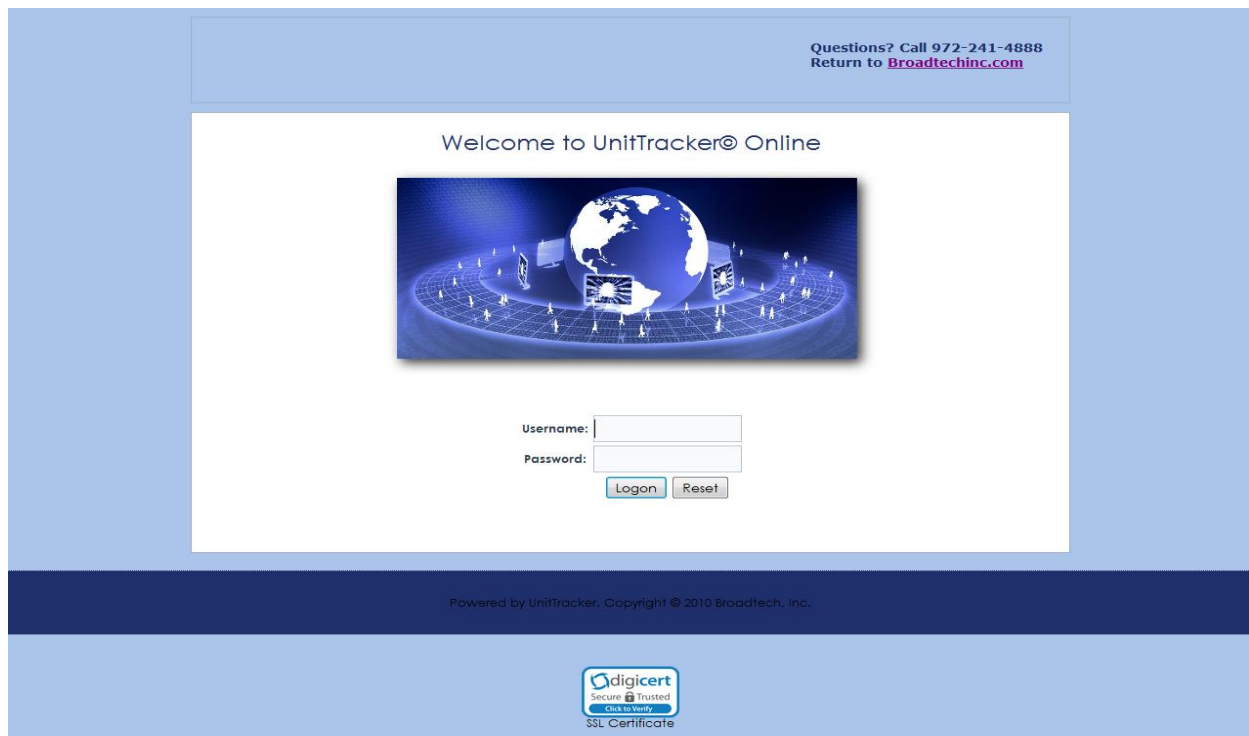 Questions? Call 972-241-4888
Return to Broadtechinc.com
Welcome to UnitTracker© Online
Username:
Password:
Logon Reset
Powered by UnitTracker. Copyright © 2010 Broadtech, Inc.
digicert
Secure Trusted
Click to Verify
SSL Certificate